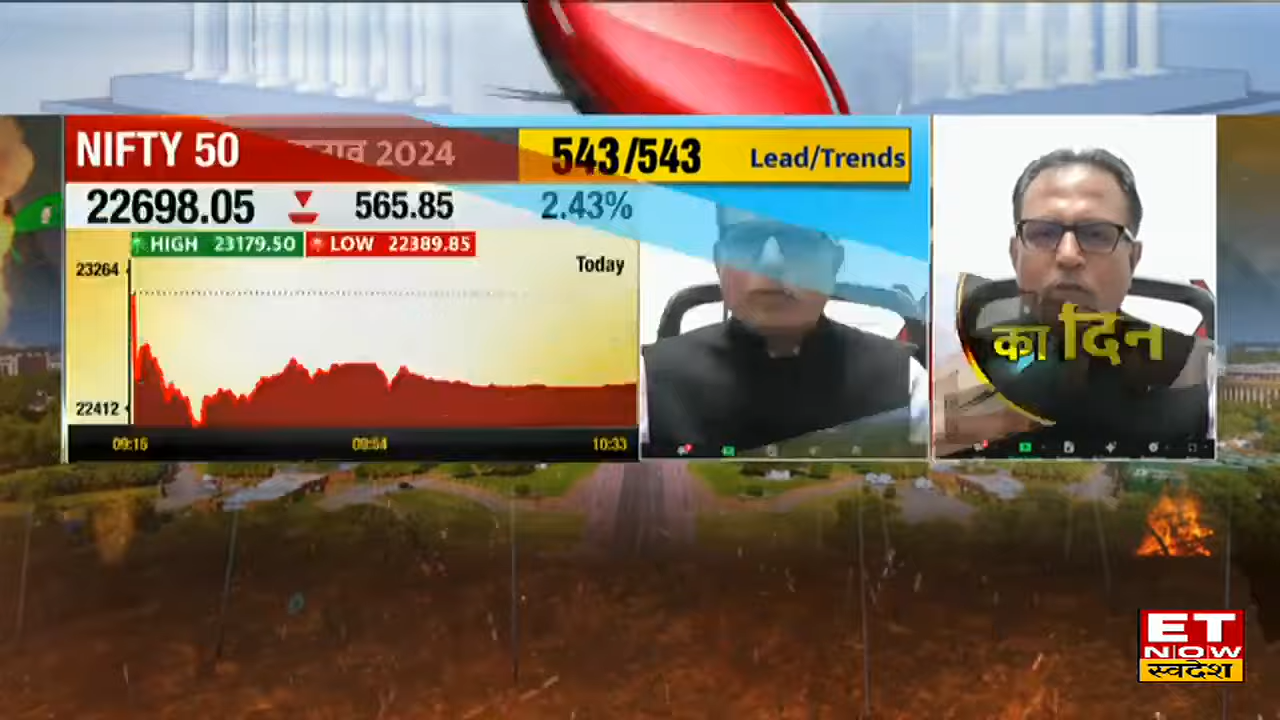 NIFTY 50
चुनाव 2024
543/543 Lead/Trends
22698.05 565.85 2.43%
HIGH 23179.50 LOW 22389.85
Today
23264
22412
09:15 09:54 10:33
का दिन
ET
NOW
स्वदेश